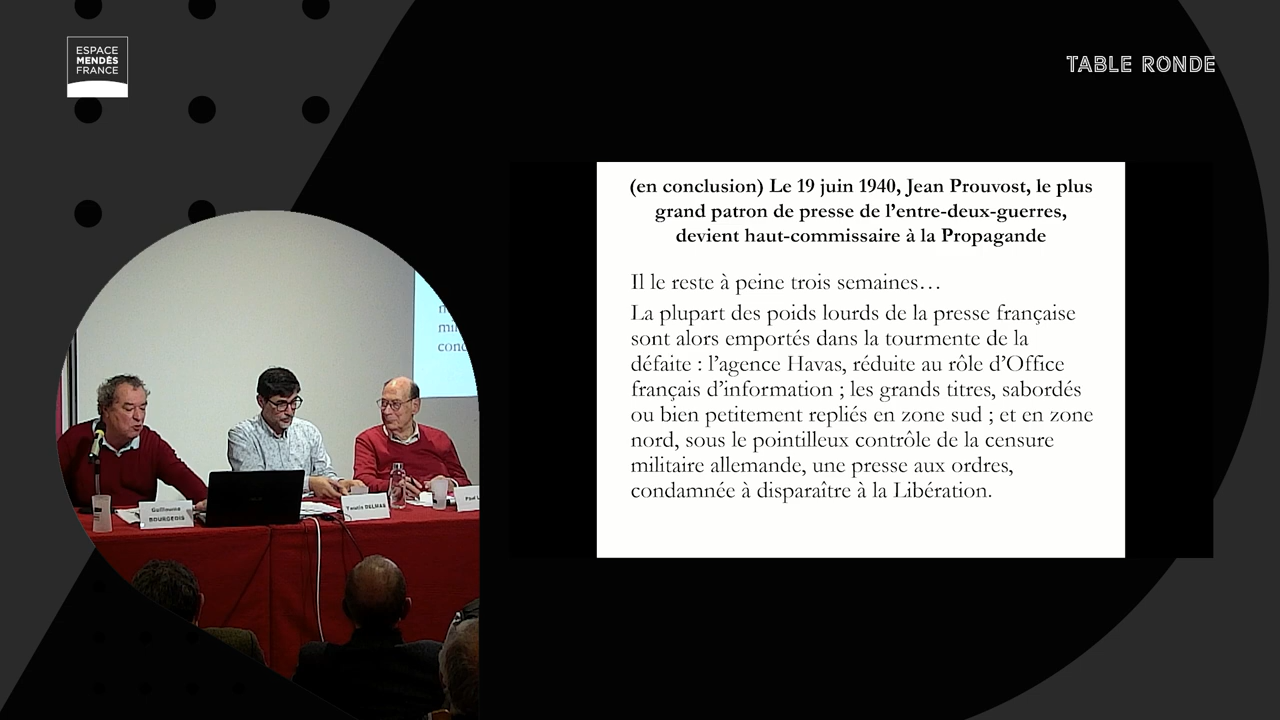 ESPACE
MENDÈS
FRANCE
TABLE RONDE
(en conclusion) Le 19 juin 1940, Jean Prouvost, le plus
grand patron de presse de l'entre-deux-guerres,
devient haut-commissaire à la Propagande
Il le reste à peine trois semaines…
La plupart des poids lourds de la presse française
sont alors emportés dans la tourmente de la
défaite : l'agence Havas, réduite au rôle d'Office
français d'information ; les grands titres, sabordés
ou bien petitement repliés en zone sud ; et en zone
nord, sous le pointilleux contrôle de la censure
militaire allemande, une presse aux ordres,
condamnée à disparaître à la Libération.
Guillaume
BOURGEOIS
Yannis DELMAS
Paul